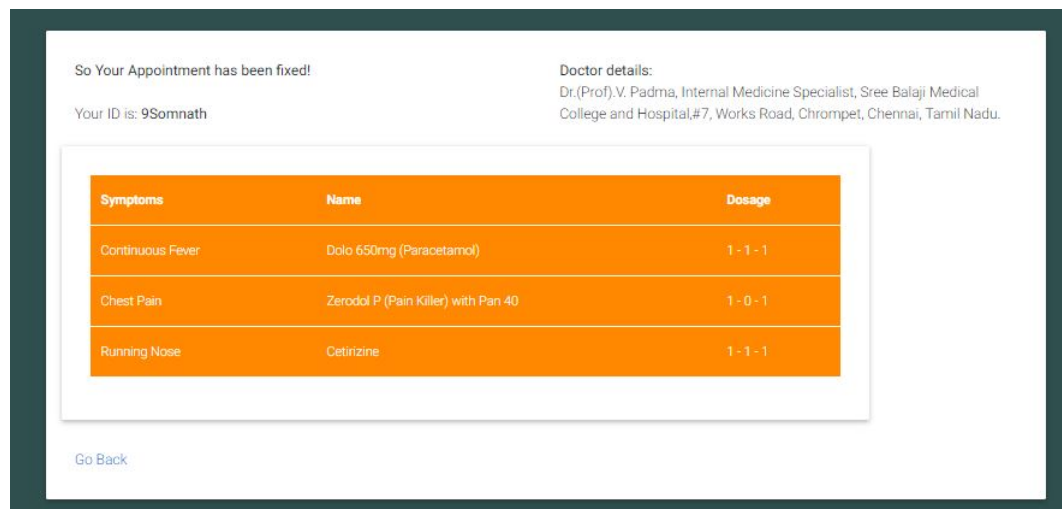 So Your Appointment has been fixed!
Your ID is: 9Somnath
Doctor details:
Dr.(Prof).V. Padma, Internal Medicine Specialist, Sree Balaji Medical
College and Hospital,#7, Works Road, Chrompet, Chennai, Tamil Nadu.
Symptoms Name Dosage
Continuous Fever Dolo 650mg (Paracetamol) 1 - 1 - 1
Chest Pain Zerodol P (Pain Killer) with Pan 40 1 - 0 - 1
Running Nose Cetirizine 1 - 1 - 1
Go Back